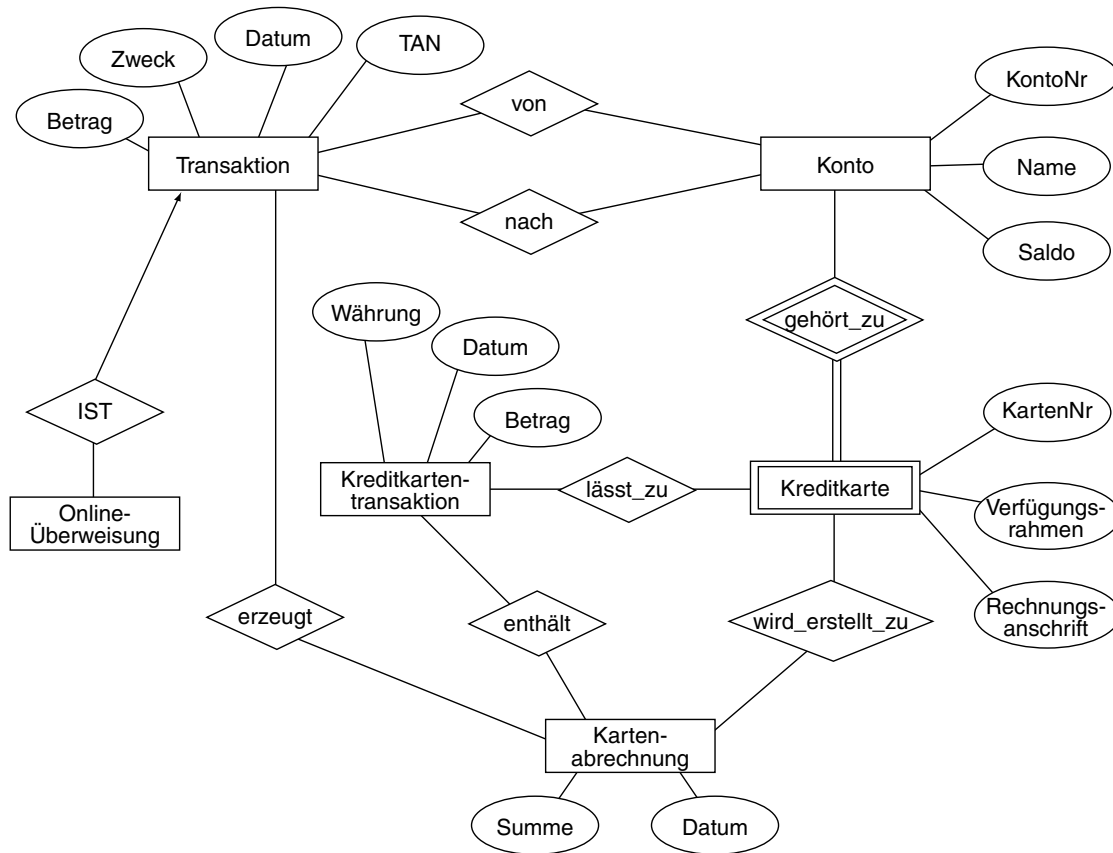 Datum
TAN
Zweck
Betrag
Transaktion
von
nach
Konto
KontoNr
Name
Saldo
gehört_zu
Währung
Datum
Betrag
IST
Online-
Überweisung
Kreditkarten-
transaktion
lässt_zu
Kreditkarte
KartenNr
Verfügungs-
rahmen
Rechnungs-
anschrift
erzeugt
enthält
wird_erstellt_zu
Karten-
abrechnung
Summe
Datum